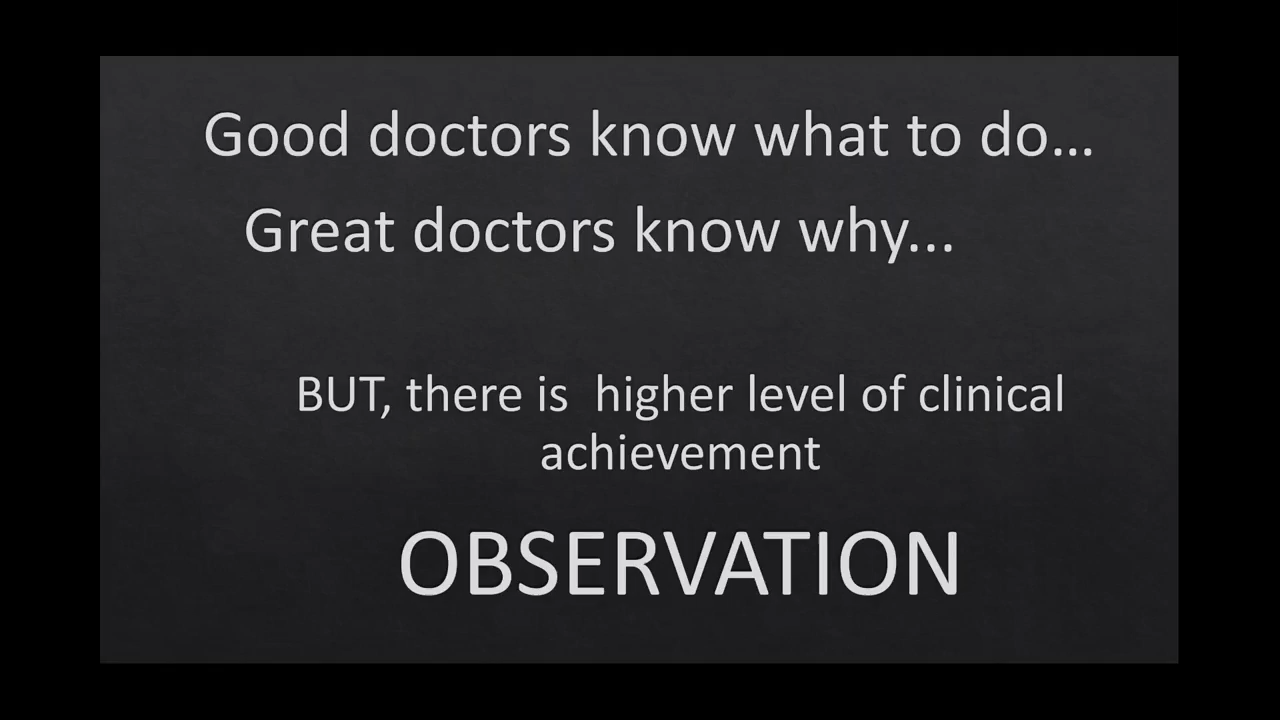 Good doctors know what to do...
Great doctors know why...
BUT, there is  higher level of clinical
achievement
OBSERVATION